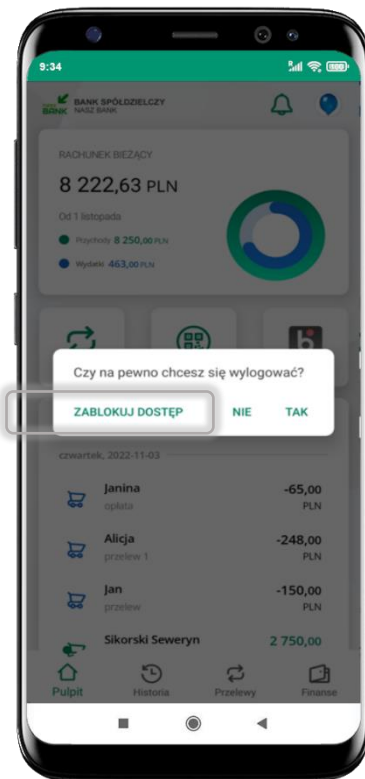 9:34
BANK SPÓŁDZIELCZY
NASZ BANK
RACHUNEK BIEŻĄCY
8 222,63 PLN
Od 1 listopada
Przychody 8 250,00 PLN
Wydatki 463,00 PLN
Czy na pewno chcesz się wylogować?
ZABLOKUJ DOSTĘP NIE TAK
czwartek, 2022-11-03
Janina -65,00
opłata PLN
Alicja -248,00
przelew 1 PLN
Jan -150,00
przelew PLN
Sikorski Seweryn 2 750,00
Pulpit Historia Przelewy Finanse